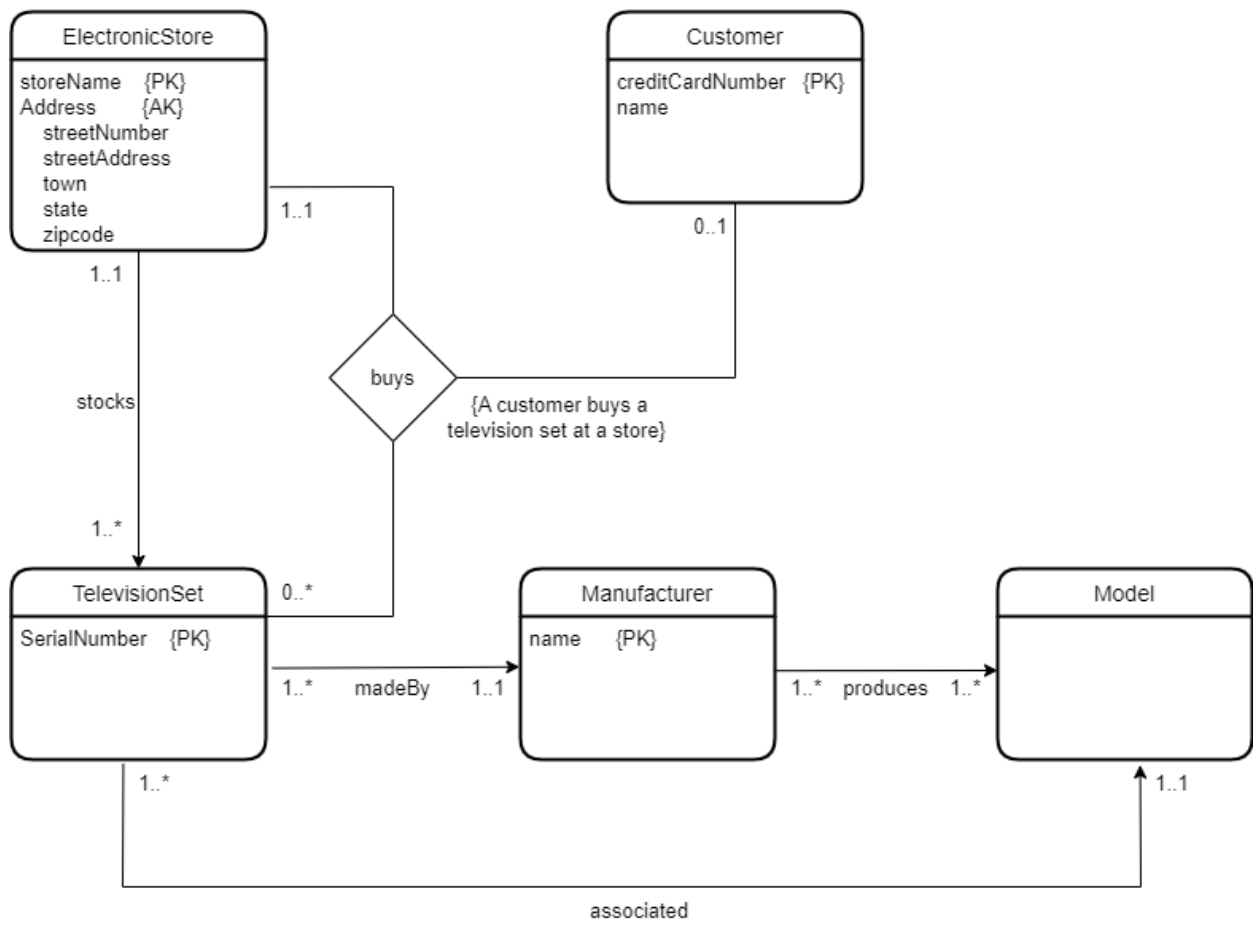 ElectronicStore
storeName {PK}
Address {AK}
streetNumber
streetAddress
town
state
zipcode
Customer
creditCardNumber {PK}
name
1..1
0..1
1..1
buys
stocks
{A customer buys a
television set at a store}
1..*
TelevisionSet
SerialNumber {PK}
0..*
Manufacturer
name {PK}
Model
1..* madeBy 1..1
1..* produces 1..*
1..*
1..1
associated